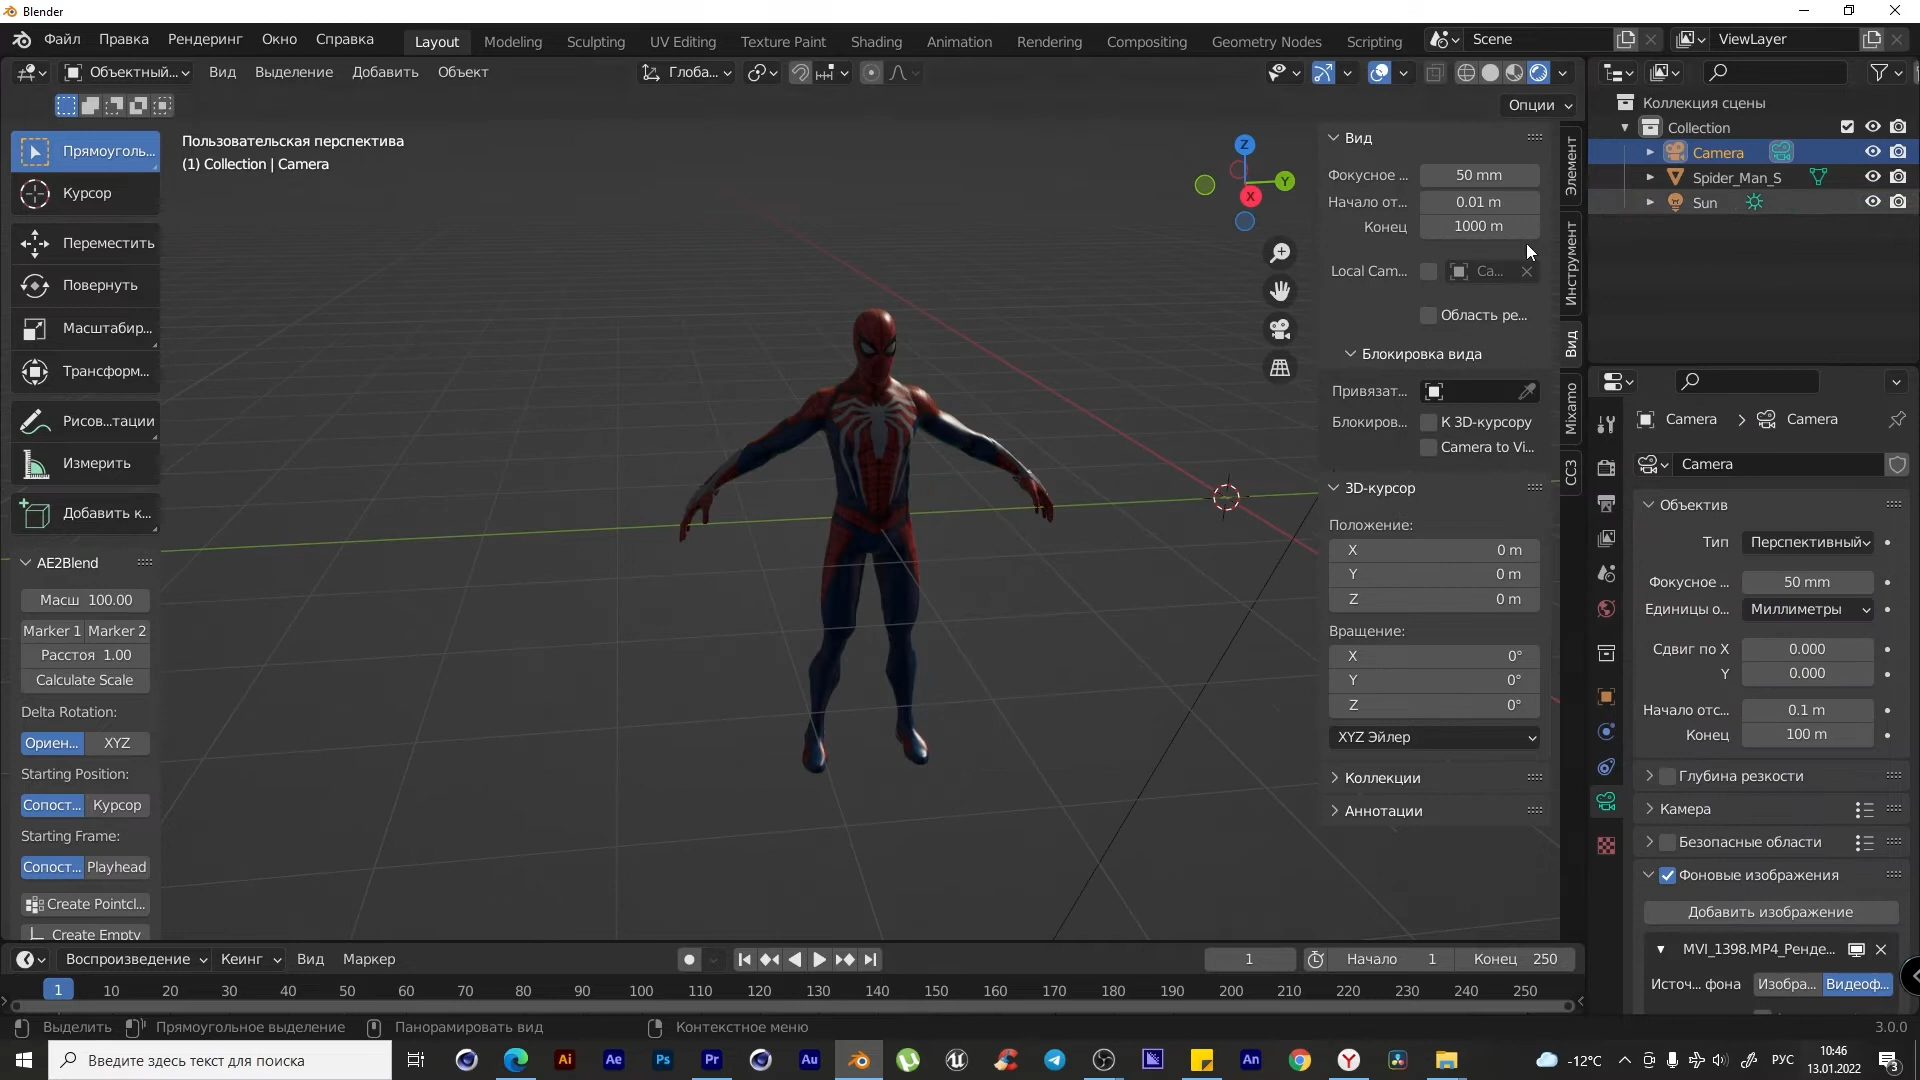 Blender
Файл Правка Рендеринг Окно Справка Layout Modeling Sculpting UV Editing Texture Paint Shading Animation Rendering Compositing Geometry Nodes Scripting Scene ViewLayer
Объектный... Вид Выделение Добавить Объект Глоба...
Опции
Коллекция сцены
Collection
Camera
Spider_Man_S
Sun
Прямоуголь...
Курсор
Переместить
Повернуть
Масштабир...
Трансформ...
Рисов...тации
Измерить
Добавить к...
AE2Blend
Масш 100.00
Marker 1 Marker 2
Расстоя 1.00
Calculate Scale
Delta Rotation:
Ориен... XYZ
Starting Position:
Сопост... Курсор
Starting Frame:
Сопост... Playhead
Create Pointcl...
Create Empty
Пользовательская перспектива
(1) Collection | Camera
Z
Y
X
Вид
Фокусное ... 50 mm
Начало от... 0.01 m
Конец 1000 m
Local Cam... Ca...
Область ре...
Блокировка вида
Привязат...
Блокиров... К 3D-курсору
Camera to Vi...
3D-курсор
Положение:
X 0 m
Y 0 m
Z 0 m
Вращение:
X 0°
Y 0°
Z 0°
XYZ Эйлер
Коллекции
Аннотации
Элемент
Инструмент
Вид
Mixamo
CC3
Camera > Camera
Camera
Объектив
Тип Перспективный
Фокусное ... 50 mm
Единицы о... Миллиметры
Сдвиг по X 0.000
Y 0.000
Начало отс... 0.1 m
Конец 100 m
Глубина резкости
Камера
Безопасные области
Фоновые изображения
Добавить изображение
MVI_1398.MP4_Ренде...
Источ... фона Изобра... Видеоф...
Воспроизведение Кеинг Вид Маркер 1 Начало 1 Конец 250
1 10 20 30 40 50 60 70 80 90 100 110 120 130 140 150 160 170 180 190 200 210 220 230 240 250
Выделить Прямоугольное выделение Панорамировать вид Контекстное меню 3.0.0
Введите здесь текст для поиска Ai Ae Ps Pr Au An -12°C РУС 10:46
13.01.2022 3